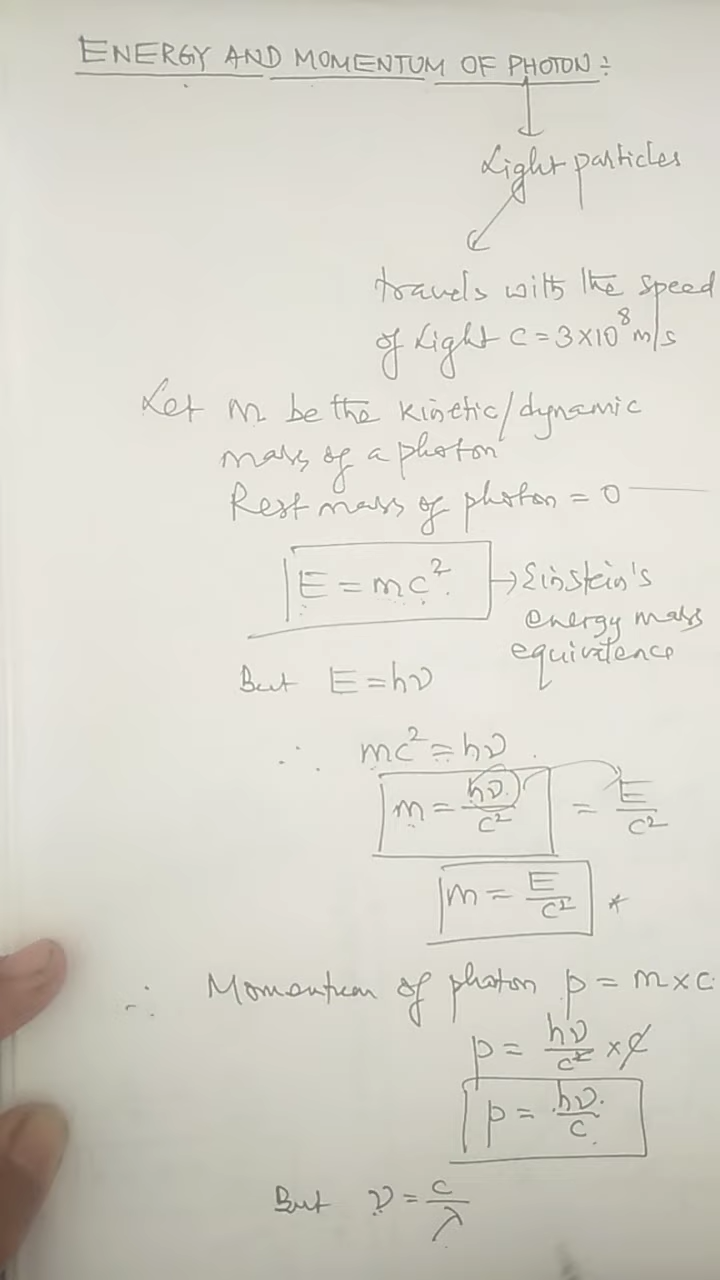 ENERGY AND MOMENTUM OF PHOTON:
Light particles
travels with the speed
of Light C = 3×10⁸ m/s
Let m be the kinetic/dynamic
mass of a photon
Rest mass of photon = 0
E = mc²
→ Einstein's
energy mass
equivalence
But E = hν
∴ mc² = hν
m = hν/c² = E/c²
m = E/c² *
∴ Momentum of photon p = m×c
p = hν/c² × c
p = hν/c
But ν = c/λ